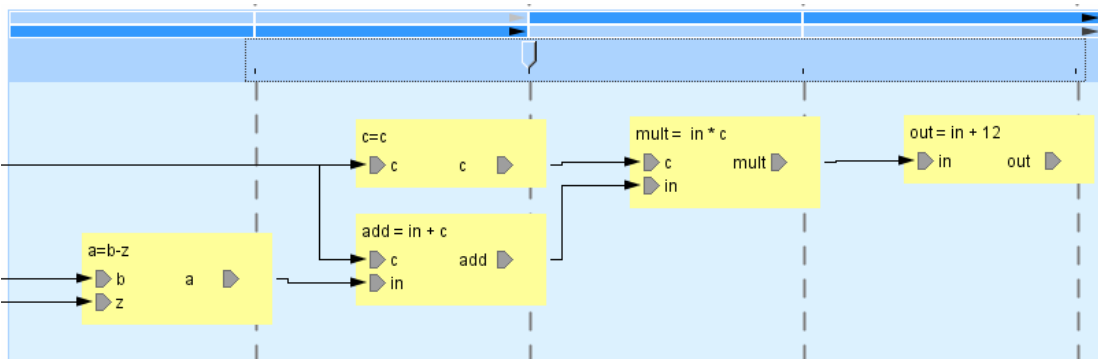 c=c
c c
add = in + c
c add
in
a=b-z
b a
z
mult = in * c
c mult
in
out = in + 12
in out